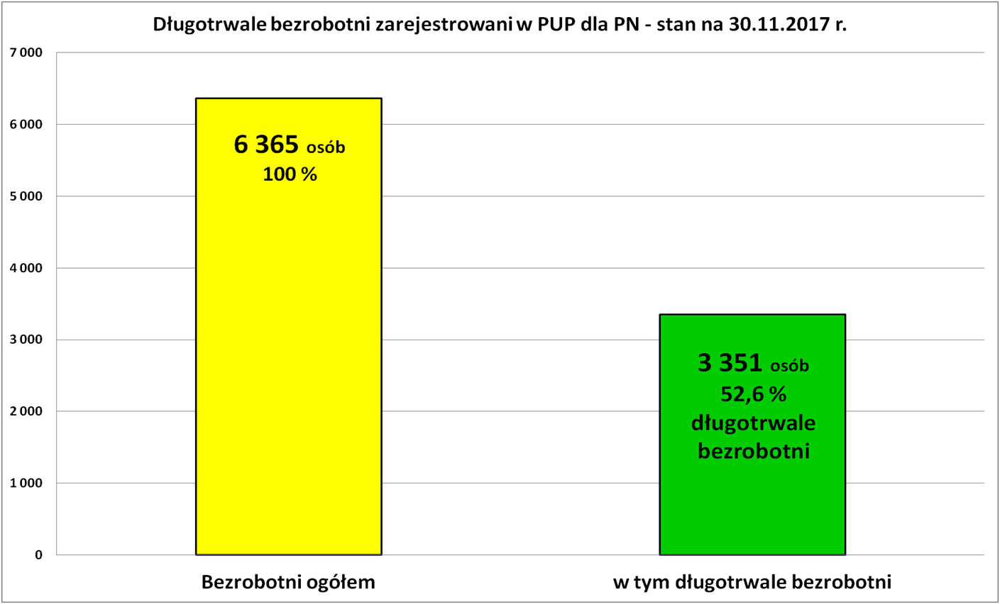 Długotrwale bezrobotni zarejestrowani w PUP dla PN - stan na 30.11.2017 r.
7 000
6 000
5 000
4 000
3 000
2 000
1 000
0
6 365 osób
100 %
3 351 osób
52,6 %
długotrwale
bezrobotni
Bezrobotni ogółem
w tym długotrwale bezrobotni